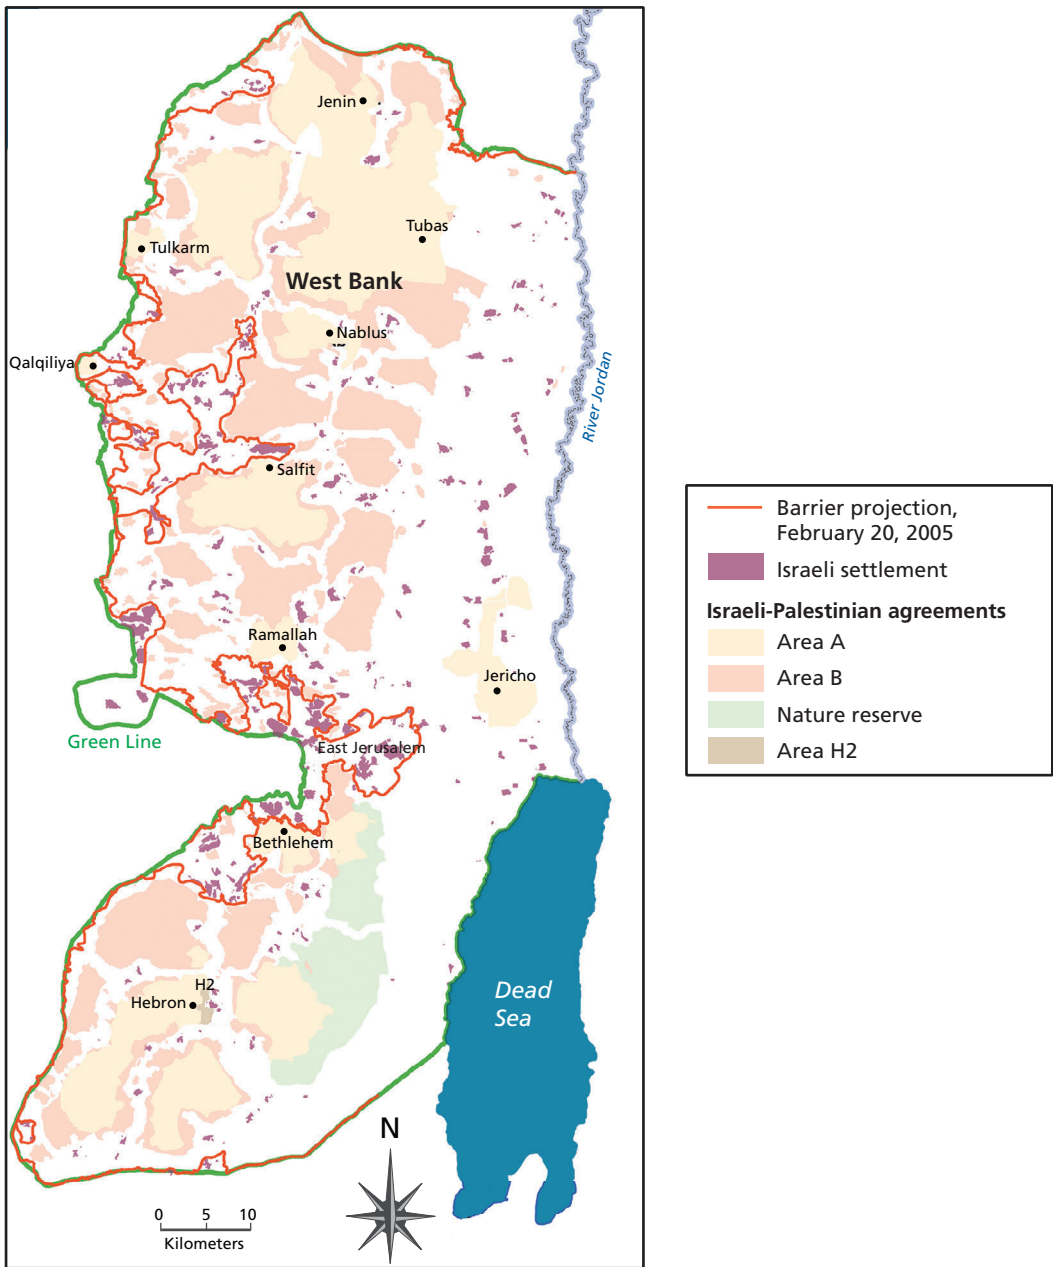 Jenin
Tubas
Tulkarm
West Bank
Nablus
Qalqiliya
River Jordan
Salfit
Ramallah
Jericho
Green Line
East Jerusalem
Bethlehem
H2
Hebron
Dead
Sea
N
0 5 10
Kilometers
Barrier projection,
February 20, 2005
Israeli settlement
Israeli-Palestinian agreements
Area A
Area B
Nature reserve
Area H2